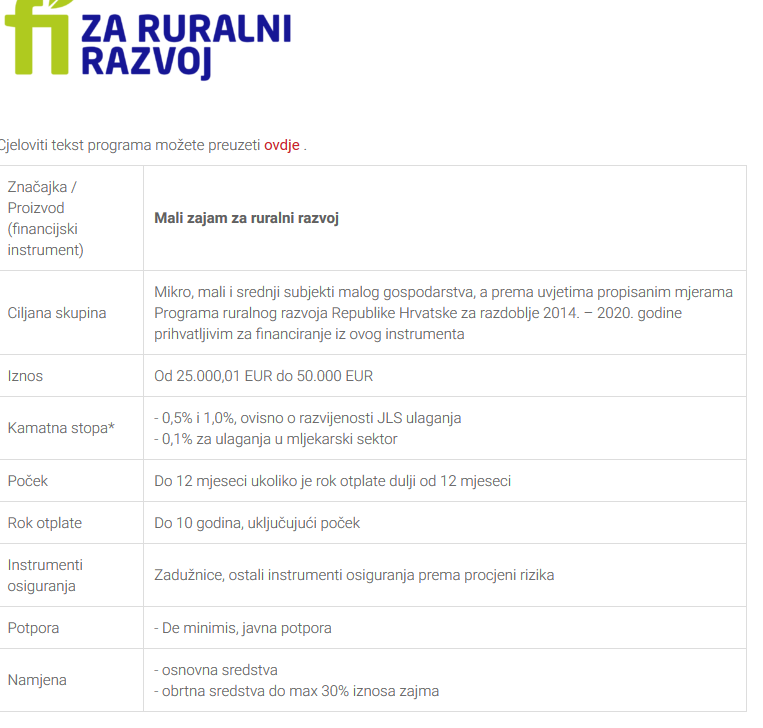 fi ZA RURALNI
RAZVOJ
Cjeloviti tekst programa možete preuzeti ovdje .
Značajka /
Proizvod
(financijski
instrument)
Mali zajam za ruralni razvoj
Ciljana skupina
Mikro, mali i srednji subjekti malog gospodarstva, a prema uvjetima propisanim mjerama
Programa ruralnog razvoja Republike Hrvatske za razdoblje 2014. – 2020. godine
prihvatljivim za financiranje iz ovog instrumenta
Iznos
Od 25.000,01 EUR do 50.000 EUR
Kamatna stopa*
- 0,5% i 1,0%, ovisno o razvijenosti JLS ulaganja
- 0,1% za ulaganja u mljekarski sektor
Poček
Do 12 mjeseci ukoliko je rok otplate dulji od 12 mjeseci
Rok otplate
Do 10 godina, uključujući poček
Instrumenti
osiguranja
Zadužnice, ostali instrumenti osiguranja prema procjeni rizika
Potpora
- De minimis, javna potpora
Namjena
- osnovna sredstva
- obrtna sredstva do max 30% iznosa zajma